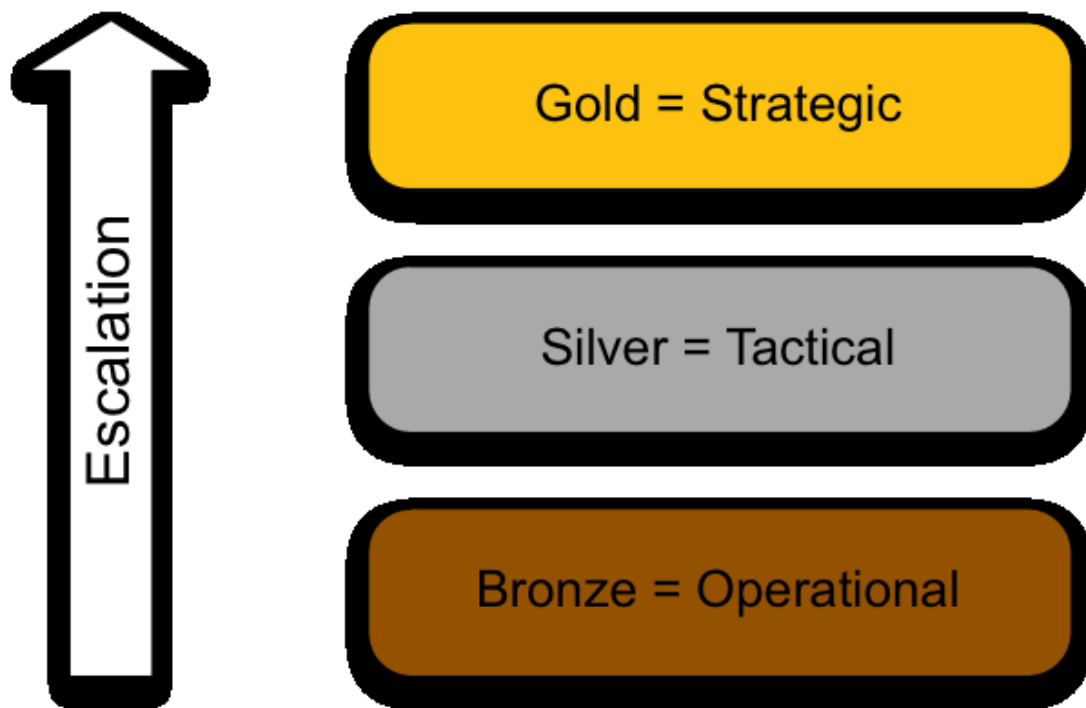 Escalation
Gold = Strategic
Silver = Tactical
Bronze = Operational